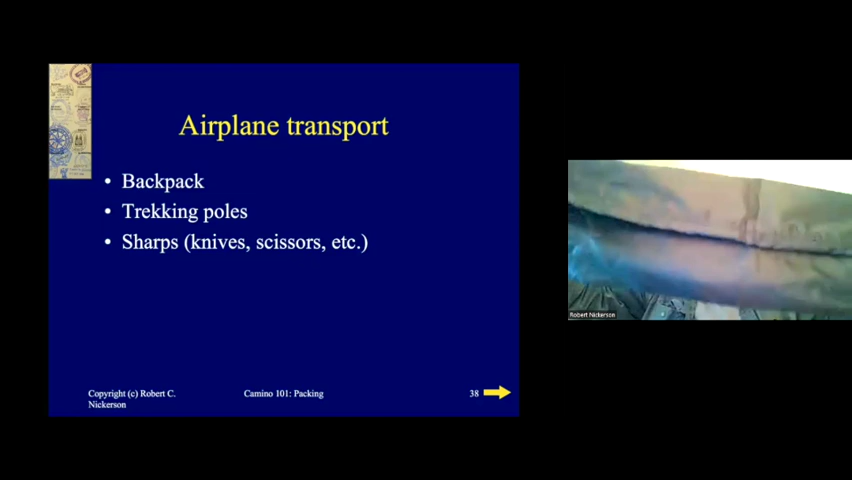 Airplane transport
• Backpack
• Trekking poles
• Sharps (knives, scissors, etc.)
Copyright (c) Robert C.
Nickerson
Camino 101: Packing
38
Robert Nickerson